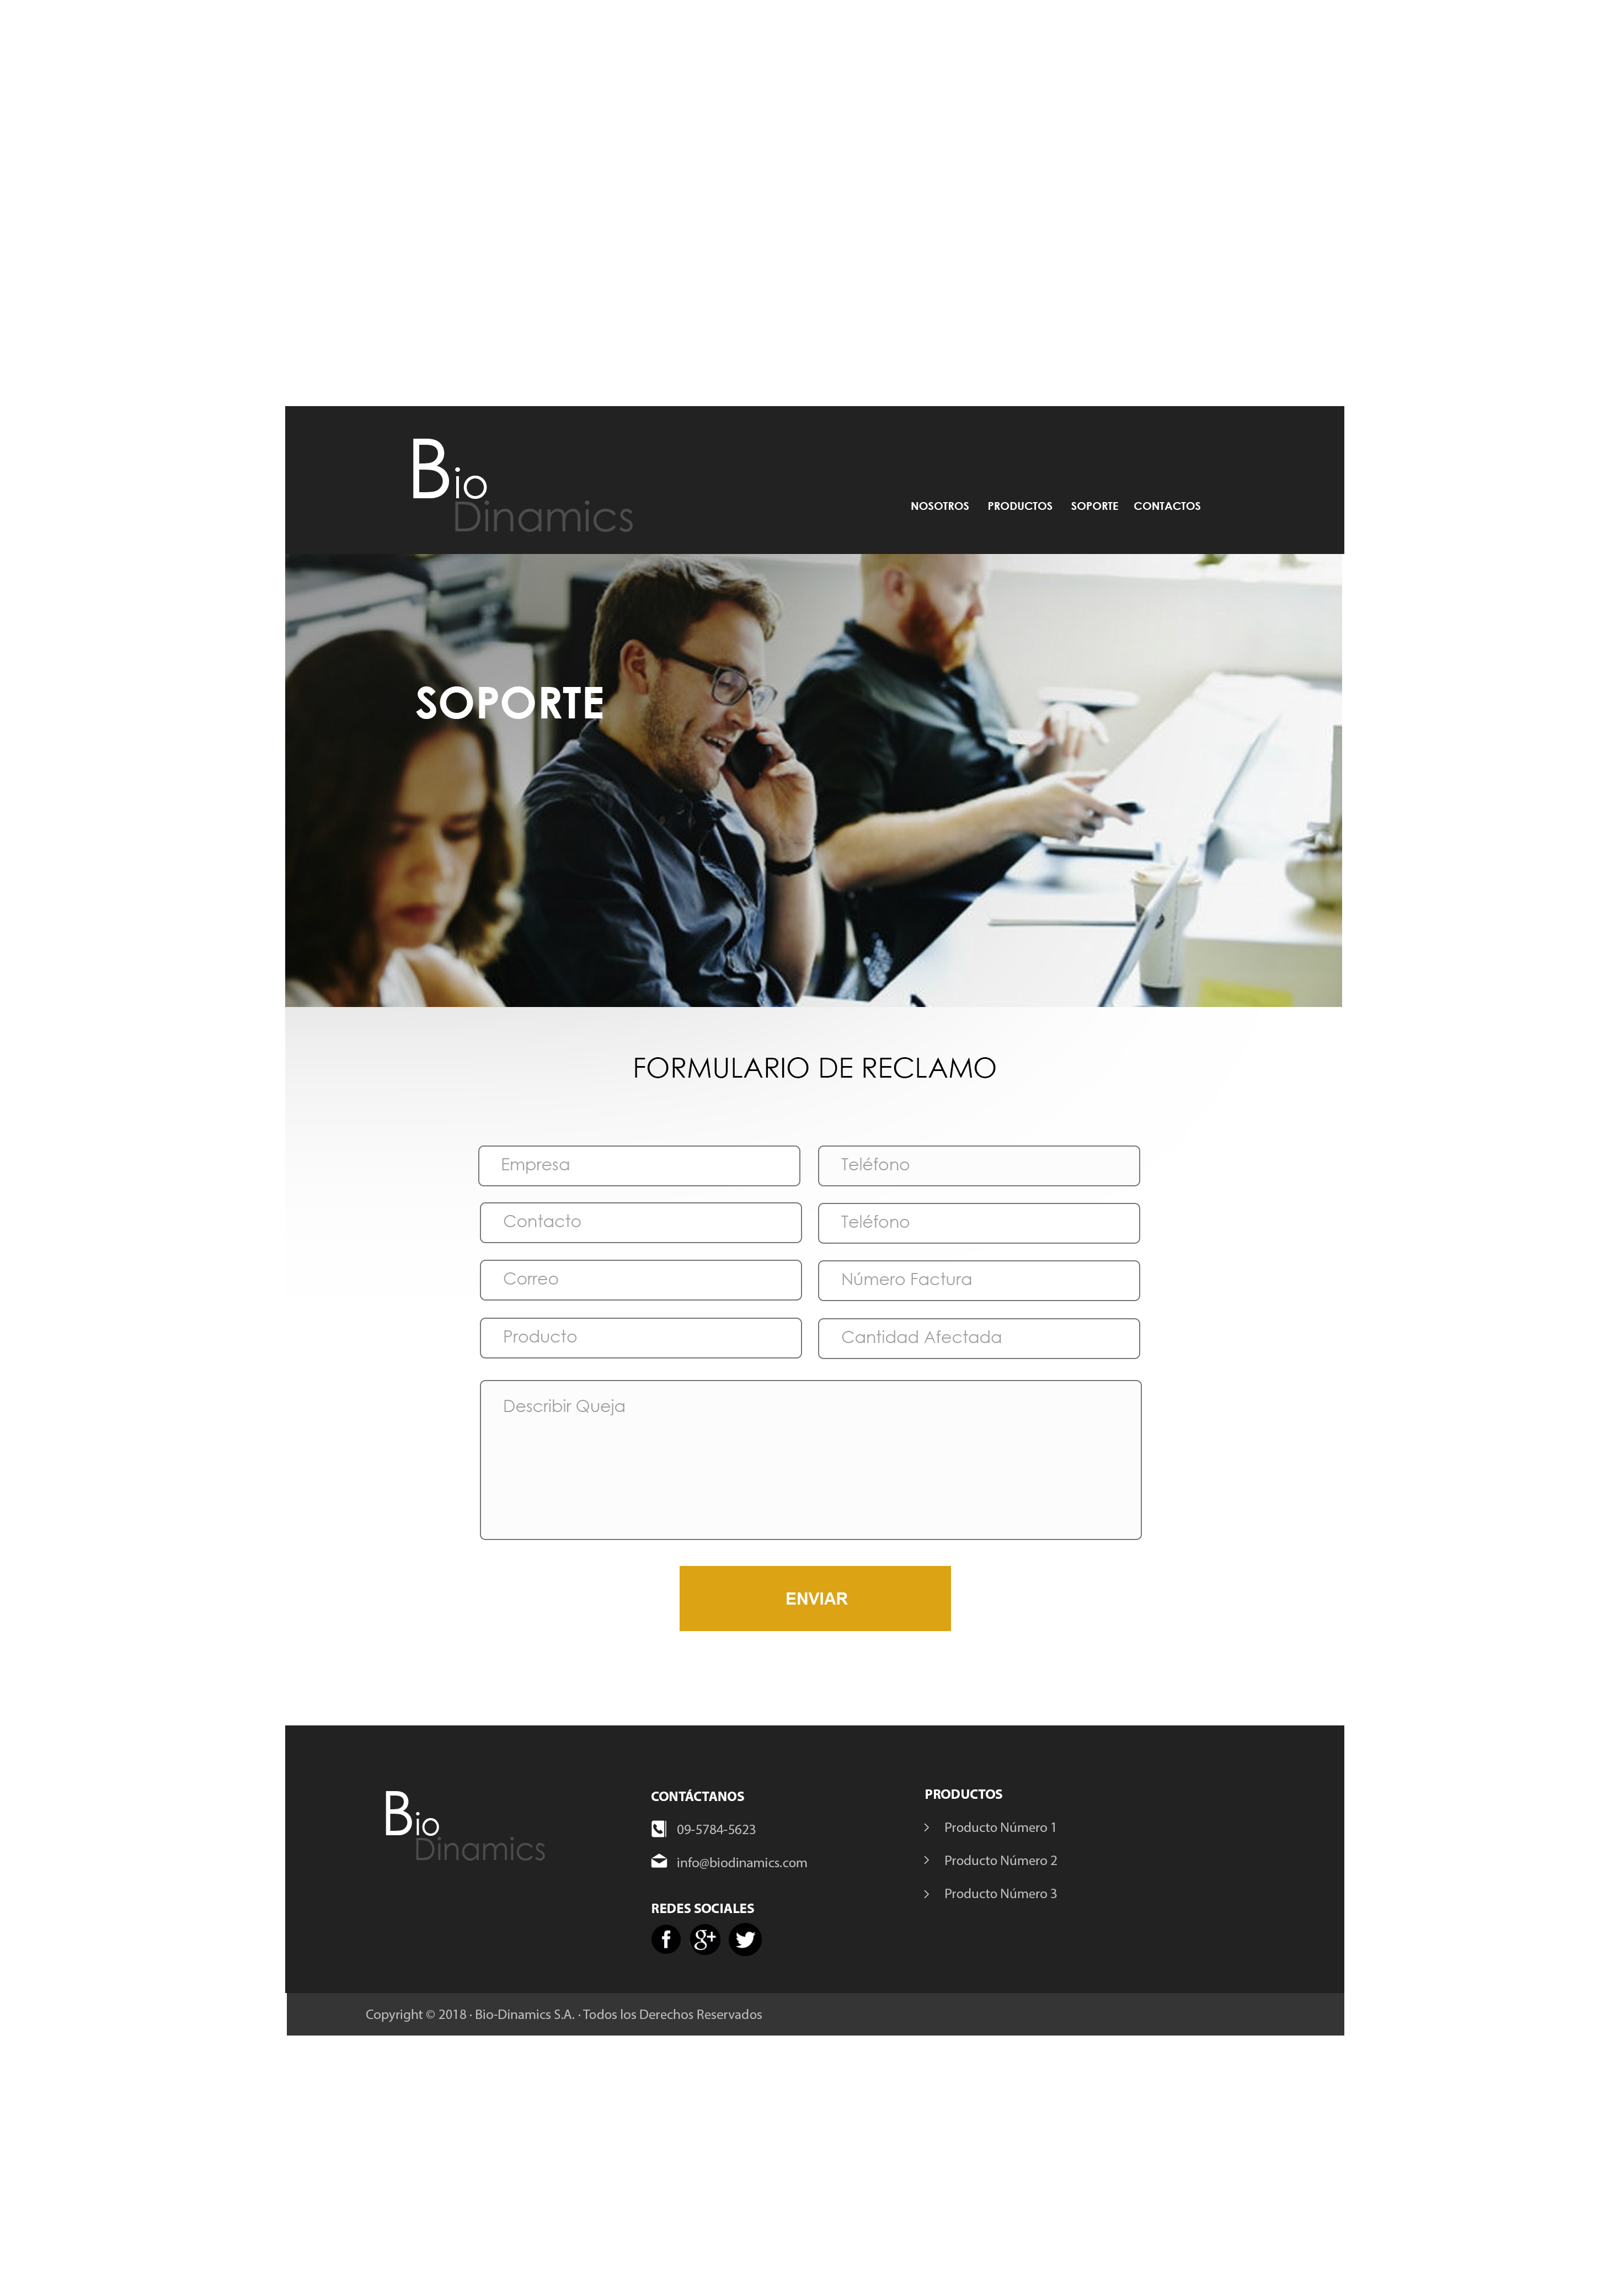 Bio
Dinamics
NOSOTROS PRODUCTOS SOPORTE CONTACTOS
SOPORTE
FORMULARIO DE RECLAMO
Empresa Teléfono
Contacto Teléfono
Correo Número Factura
Producto Cantidad Afectada
Describir Queja
ENVIAR
Bio
Dinamics
CONTÁCTANOS
09-5784-5623
info@biodinamics.com
REDES SOCIALES
f g+
PRODUCTOS
Producto Número 1
Producto Número 2
Producto Número 3
Copyright © 2018 · Bio-Dinamics S.A. · Todos los Derechos Reservados